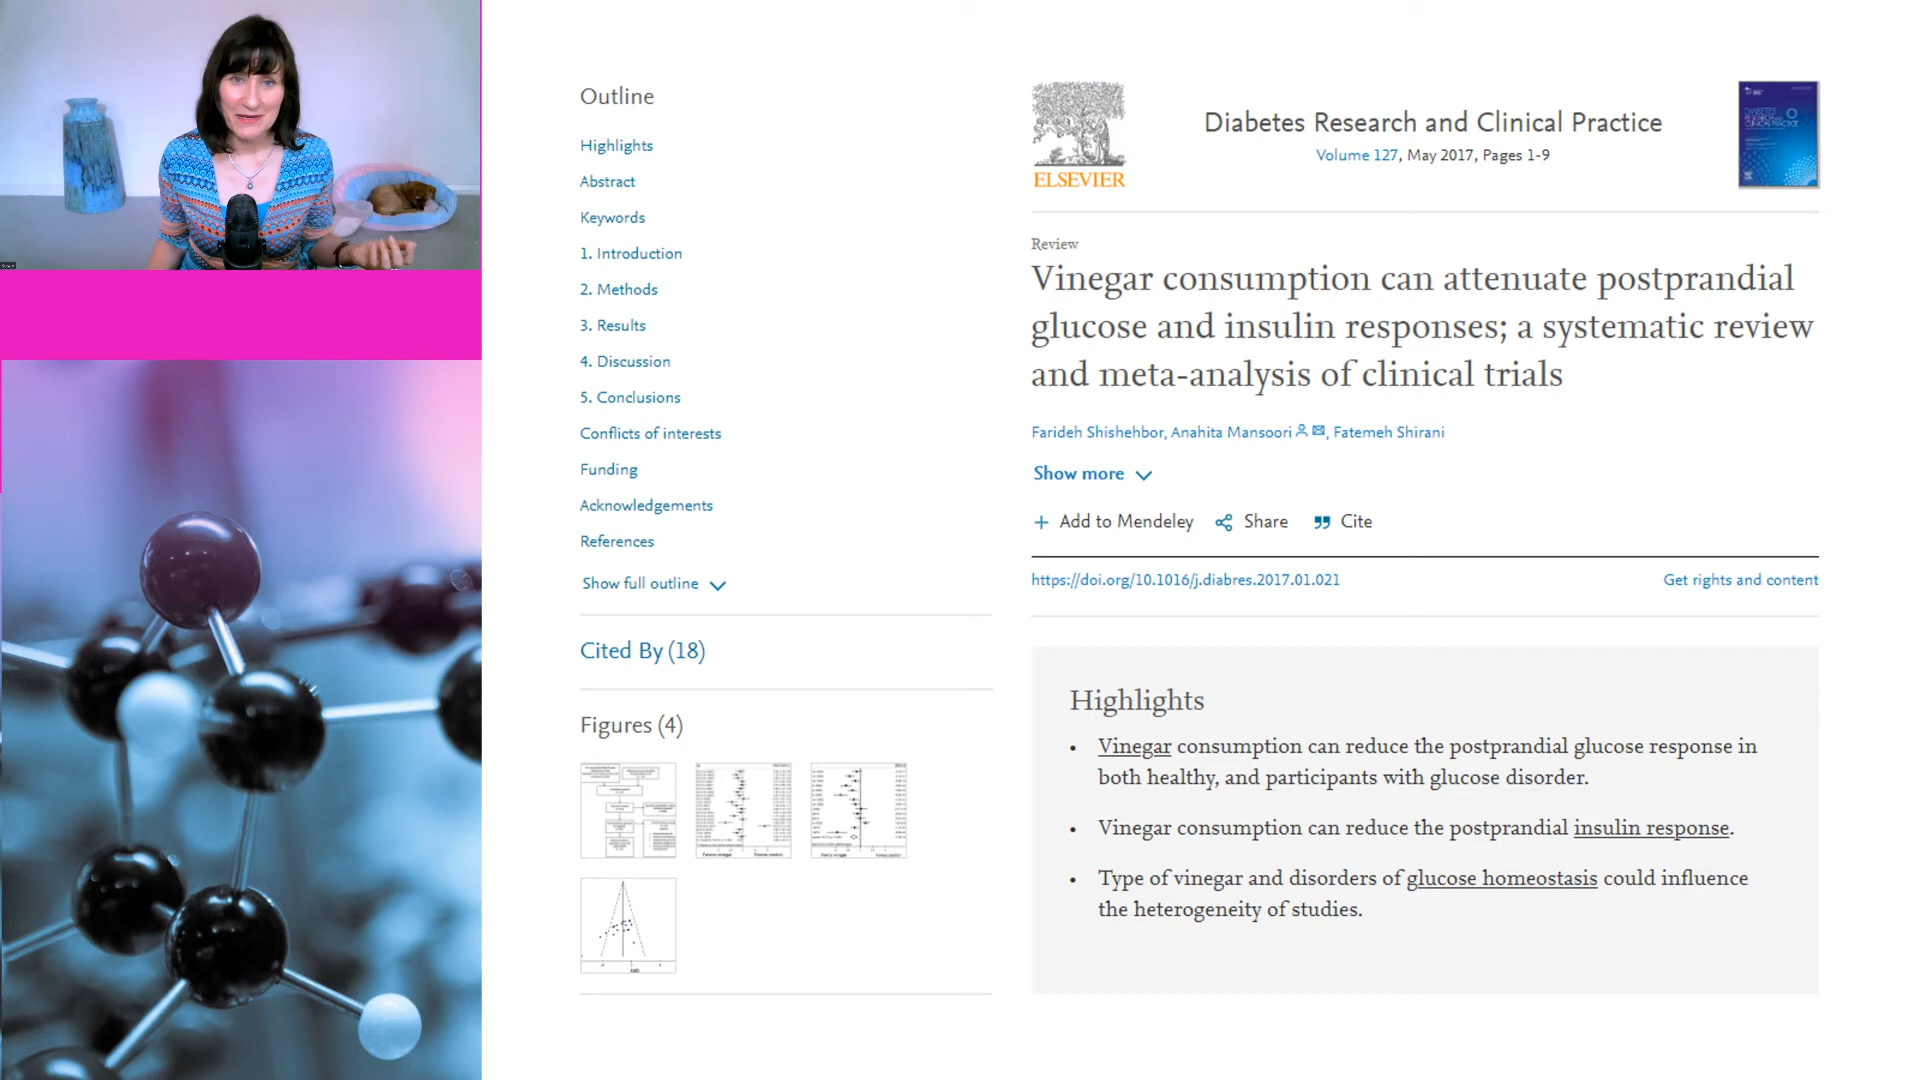 Outline
Highlights
Abstract
Keywords
1. Introduction
2. Methods
3. Results
4. Discussion
5. Conclusions
Conflicts of interests
Funding
Acknowledgements
References
Show full outline
Cited By (18)
Figures (4)
ELSEVIER
Diabetes Research and Clinical Practice
Volume 127, May 2017, Pages 1-9
DIABETES
RESEARCH AND
CLINICAL PRACTICE
Review
Vinegar consumption can attenuate postprandial
glucose and insulin responses; a systematic review
and meta-analysis of clinical trials
Farideh Shishehbor, Anahita Mansoori, Fatemeh Shirani
Show more
+ Add to Mendeley Share Cite
https://doi.org/10.1016/j.diabres.2017.01.021 Get rights and content
Highlights
• Vinegar consumption can reduce the postprandial glucose response in
both healthy, and participants with glucose disorder.
• Vinegar consumption can reduce the postprandial insulin response.
• Type of vinegar and disorders of glucose homeostasis could influence
the heterogeneity of studies.